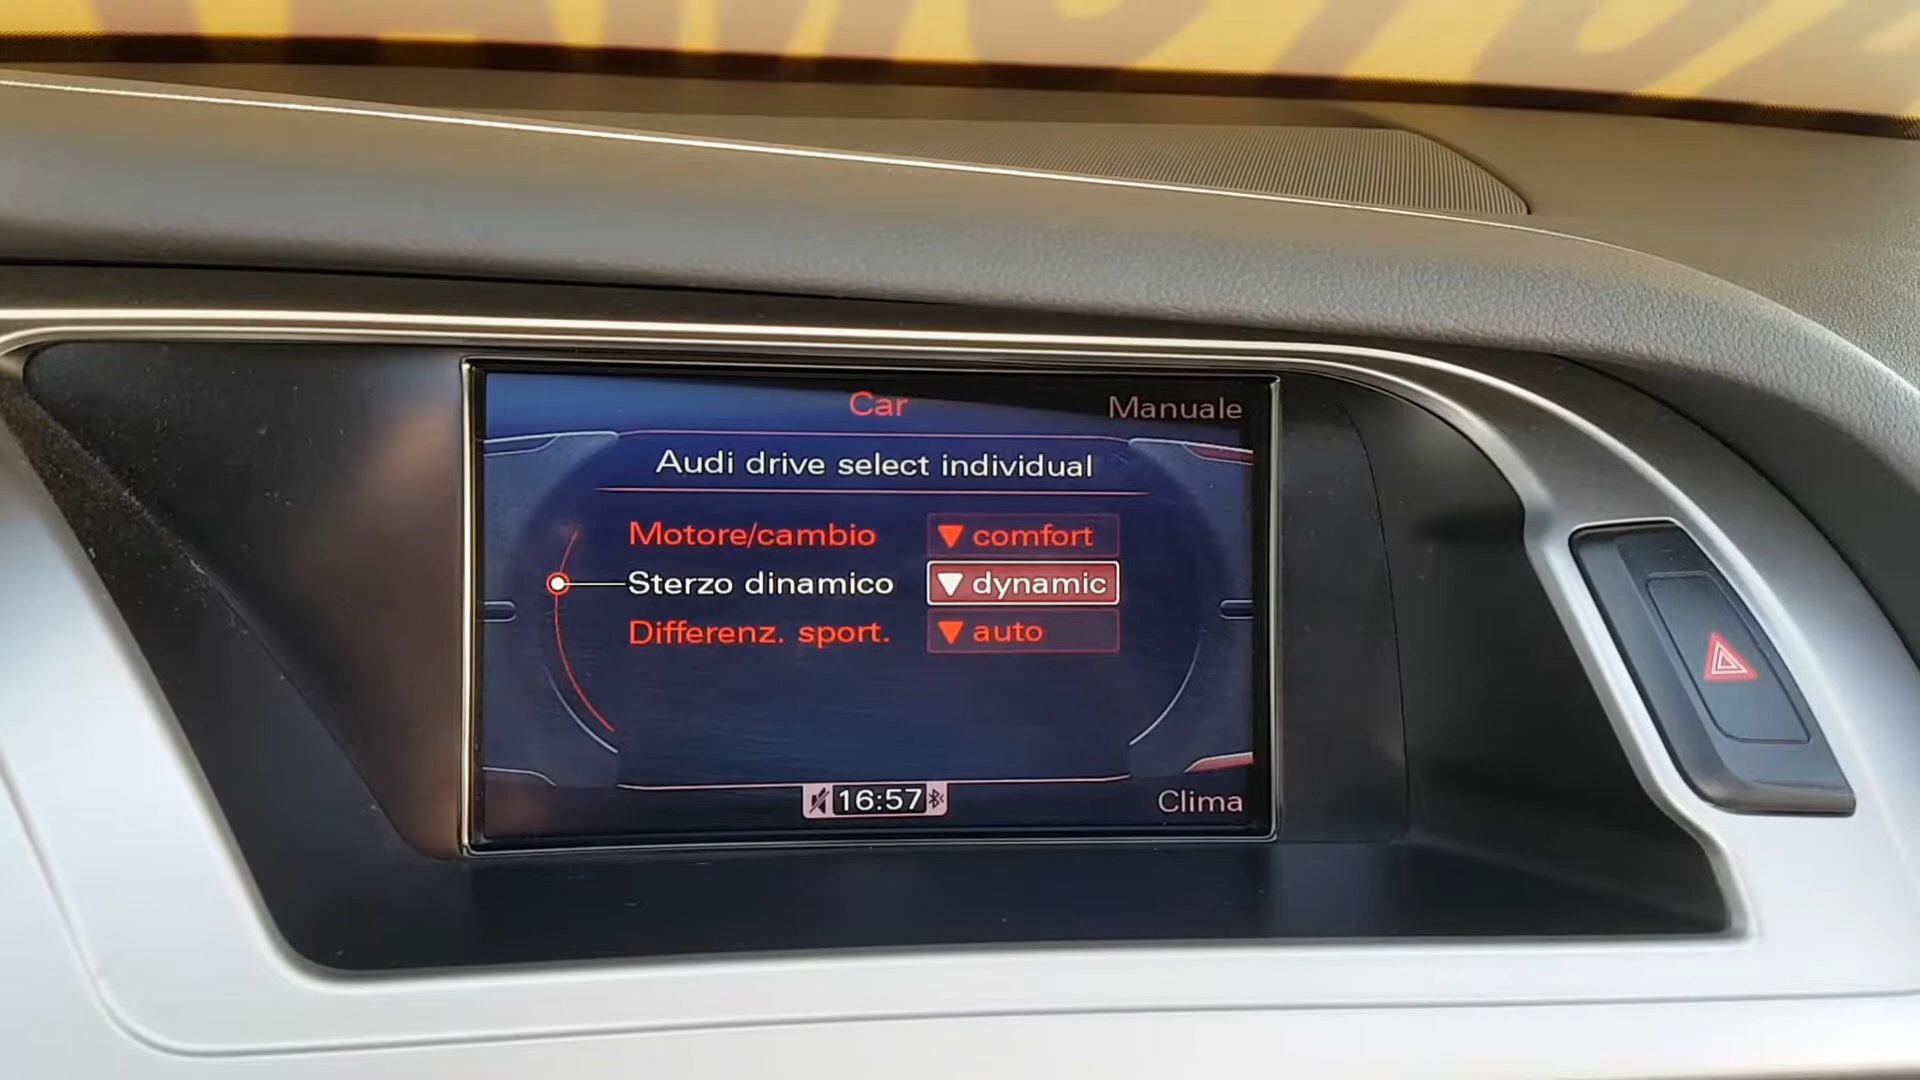 Car
Manuale
Audi drive select individual
Motore/cambio ▼ comfort
Sterzo dinamico ▼ dynamic
Differenz. sport. ▼ auto
16:57
Clima